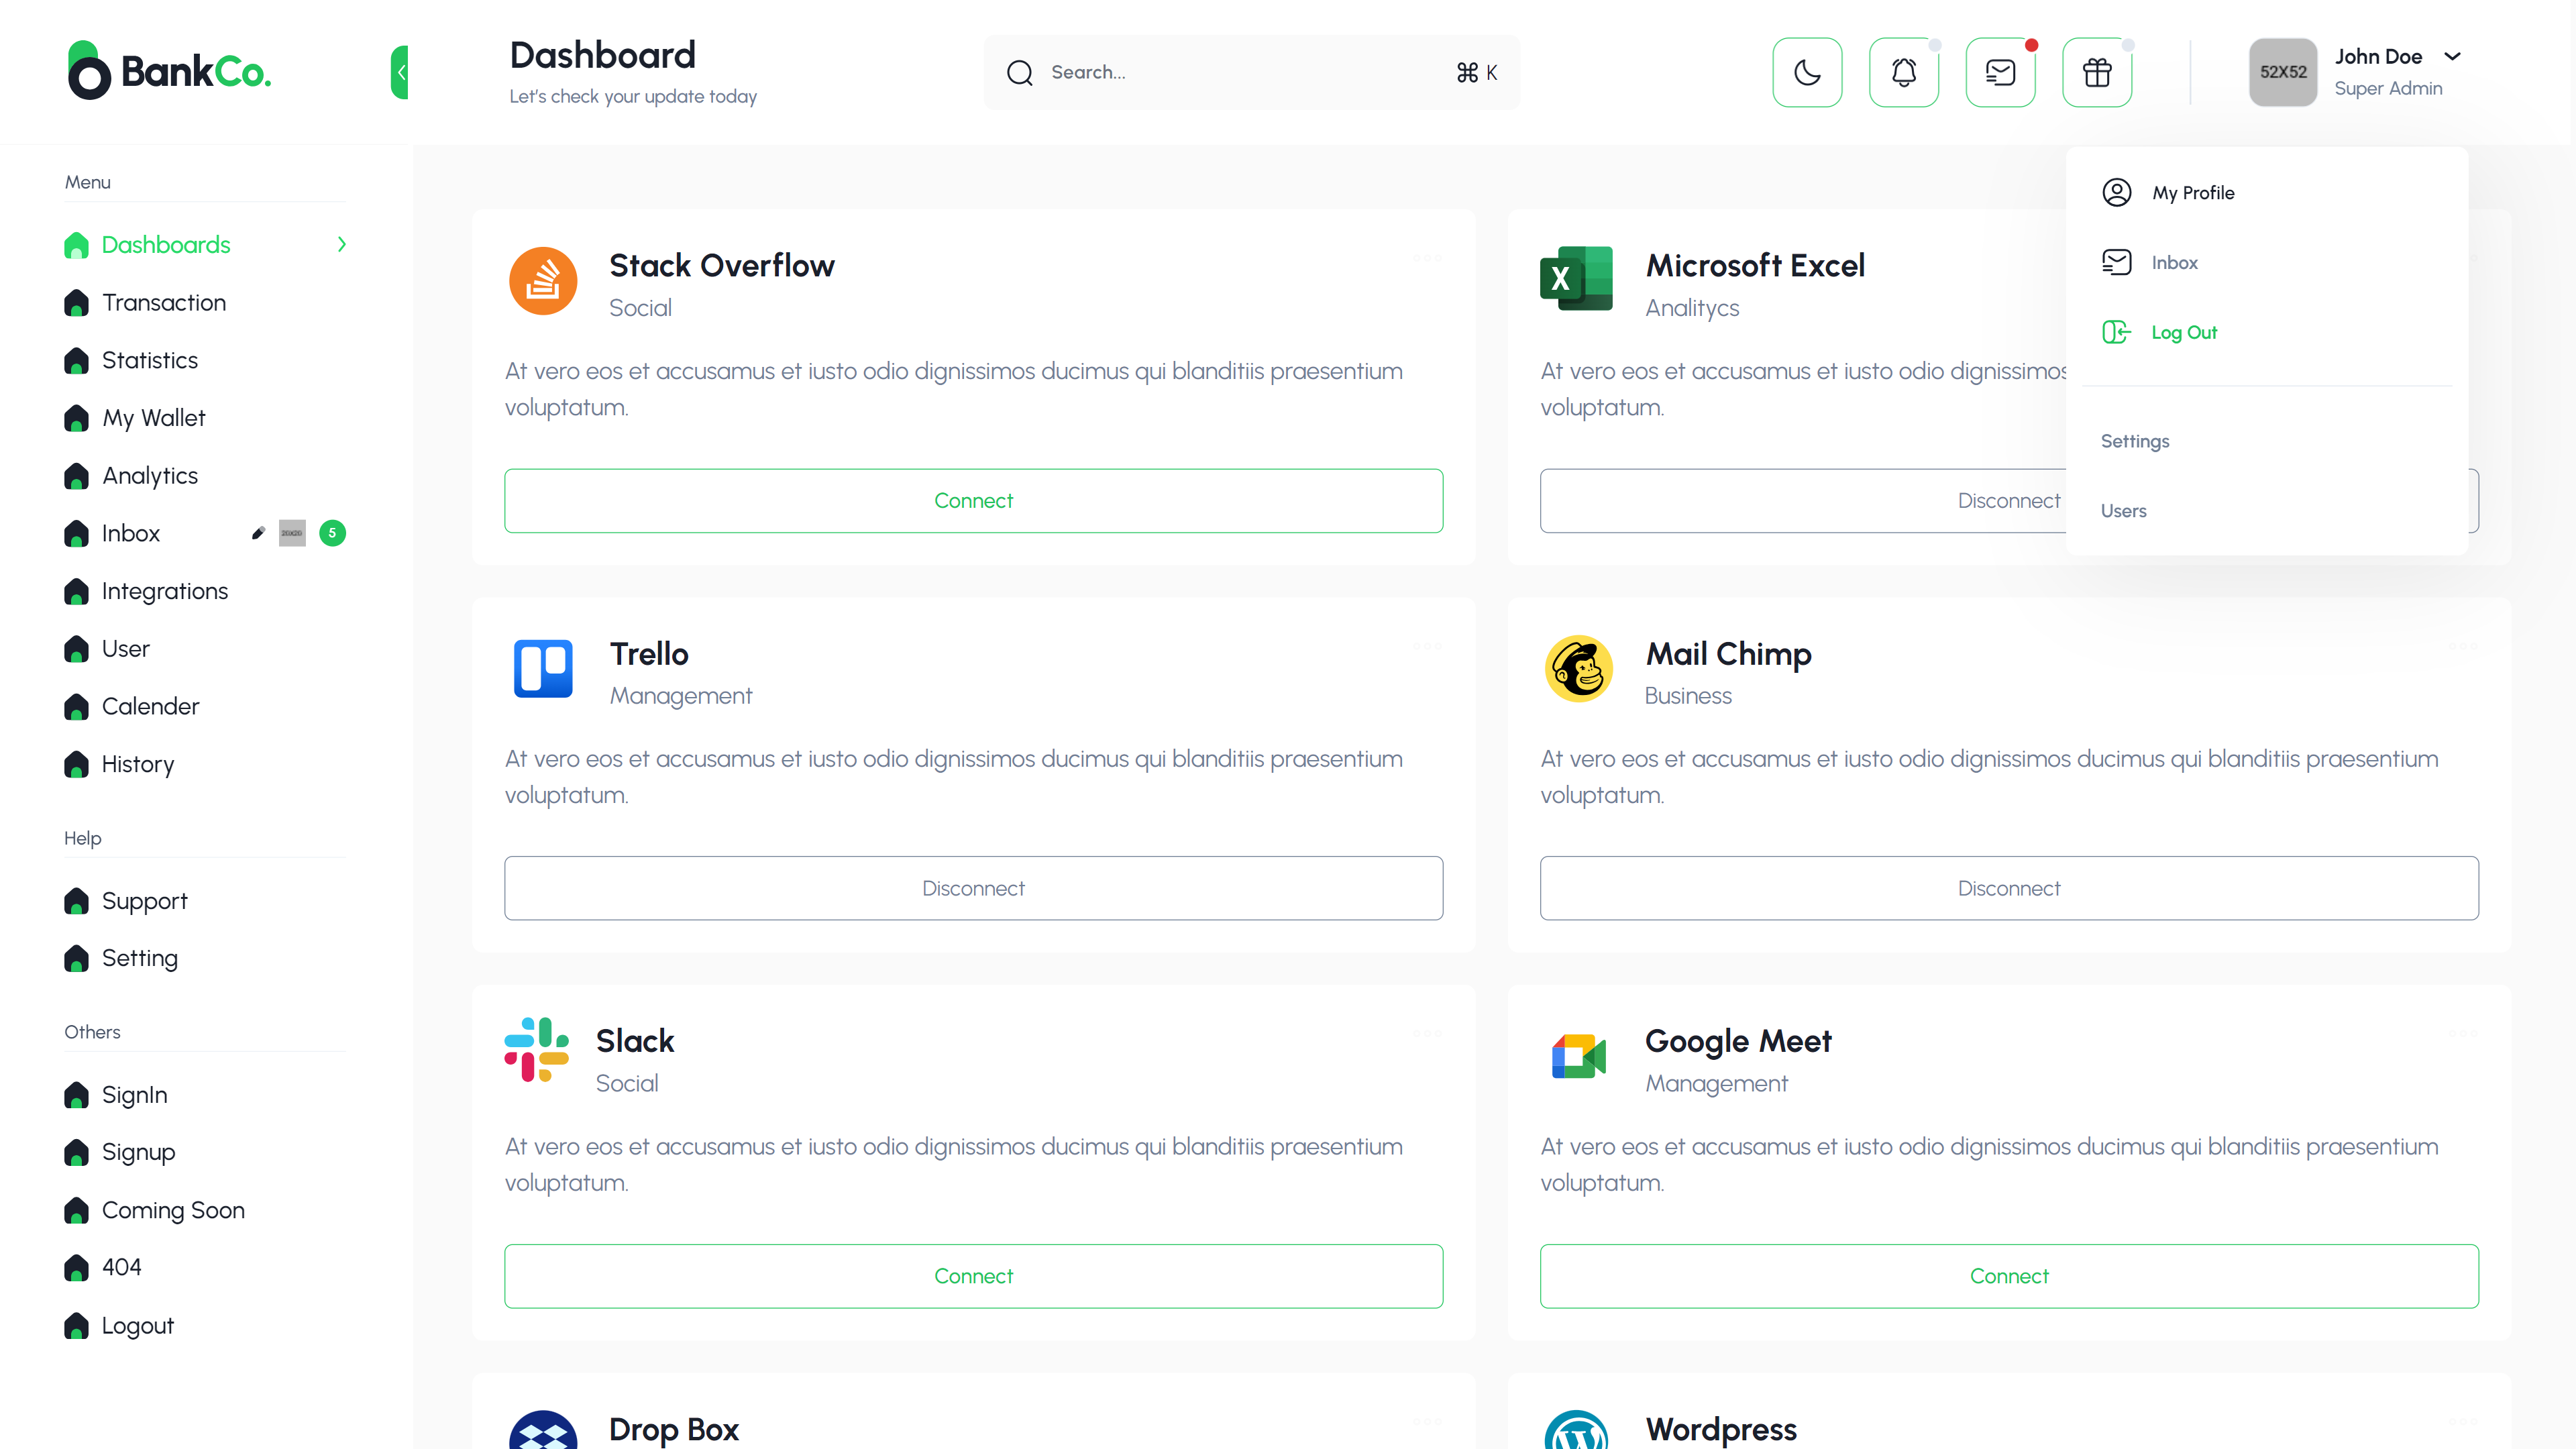 BankCo.
Dashboard
Let's check your update today
Search...
⌘ K
52X52
John Doe
Super Admin
Menu
Dashboards
Transaction
Statistics
My Wallet
Analytics
Inbox
5
Integrations
User
Calender
History
Help
Support
Setting
Others
SignIn
Signup
Coming Soon
404
Logout
My Profile
Inbox
Log Out
Settings
Users
Stack Overflow
Social
At vero eos et accusamus et iusto odio dignissimos ducimus qui blanditiis praesentium
voluptatum.
Connect
Microsoft Excel
Analitycs
At vero eos et accusamus et iusto odio dignissimos
voluptatum.
Disconnect
Trello
Management
At vero eos et accusamus et iusto odio dignissimos ducimus qui blanditiis praesentium
voluptatum.
Disconnect
Mail Chimp
Business
At vero eos et accusamus et iusto odio dignissimos ducimus qui blanditiis praesentium
voluptatum.
Disconnect
Slack
Social
At vero eos et accusamus et iusto odio dignissimos ducimus qui blanditiis praesentium
voluptatum.
Connect
Google Meet
Management
At vero eos et accusamus et iusto odio dignissimos ducimus qui blanditiis praesentium
voluptatum.
Connect
Drop Box
Wordpress